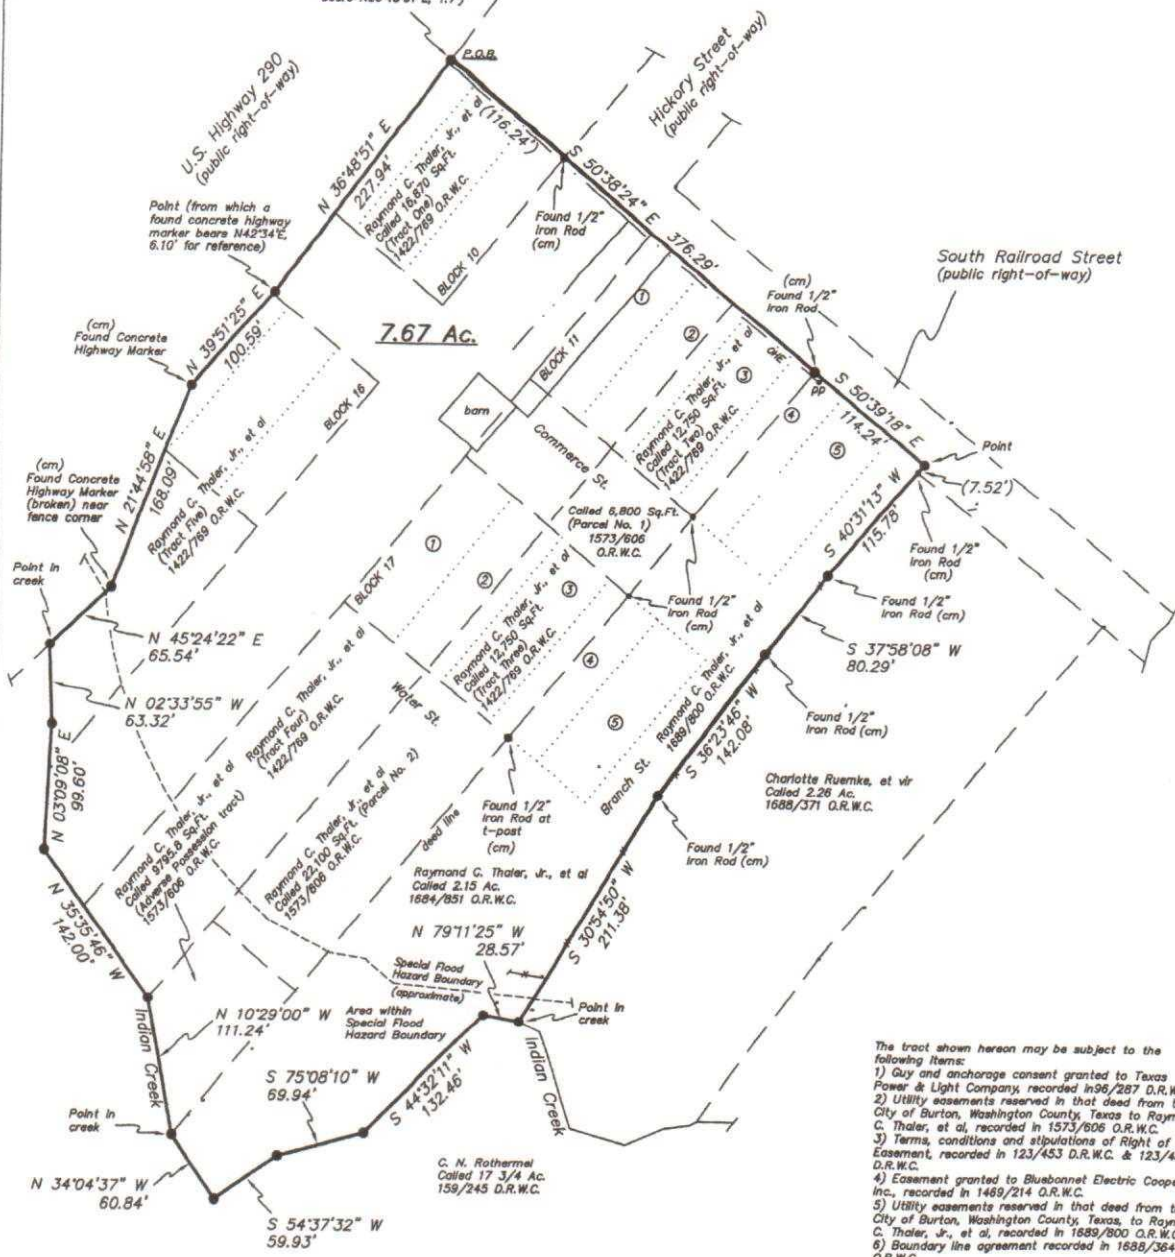 P.O.B.
U.S. Highway 290
(public right-of-way)
Hickory Street
(public right-of-way)
South Railroad Street
(public right-of-way)
N 36°48'51" E
227.94'
(116.24')
S 50°38'24" E
376.29'
Raymond C. Thaler, Jr., et al
Called 16,870 Sq.Ft.
(Tract One)
1422/769 O.R.W.C.
Found 1/2"
Iron Rod
(cm)
Point (from which a
found concrete highway
marker bears N42°34'E,
6.10' for reference)
BLOCK 10
7.67 Ac.
BLOCK 11
①
②
③
④
⑤
(cm)
Found 1/2"
Iron Rod
OHE
PP
S 50°39'18" E
114.24'
Point
(7.52')
(cm)
Found Concrete
Highway Marker
N 39°51'25" E
100.59'
BLOCK 16
barn
Commerce St.
Raymond C. Thaler, Jr., et al
Called 12,750 Sq.Ft.
(Tract Two)
1422/769 O.R.W.C.
S 40°31'13" W
115.78'
Found 1/2"
Iron Rod
(cm)
(cm)
Found Concrete
Highway Marker
(broken) near
fence corner
N 21°44'58" E
168.09'
Raymond C. Thaler, Jr., et al
(Tract Five)
1422/769 O.R.W.C.
Called 6,800 Sq.Ft.
(Parcel No. 1)
1573/606
O.R.W.C.
Found 1/2"
Iron Rod
(cm)
Found 1/2"
Iron Rod (cm)
Point in
creek
N 45°24'22" E
65.54'
BLOCK 17
①
②
③
④
⑤
Raymond C. Thaler, Jr., et al
Called 12,750 Sq.Ft.
(Tract Three)
1422/769 O.R.W.C.
S 37°58'08" W
80.29'
Found 1/2"
Iron Rod (cm)
N 02°33'55" W
63.32'
Raymond C. Thaler, Jr., et al
(Tract Four)
1422/769 O.R.W.C.
Water St.
Branch St.
Raymond C. Thaler, Jr., et al
1689/800 O.R.W.C.
S 36°23'46" W
142.08'
N 03°09'08" E
99.60'
Raymond C. Thaler, Jr., et al
Called 9795.8 Sq.Ft.
(Adverse Possession tract)
1573/606 O.R.W.C.
Raymond C. Thaler, Jr., et al
Called 22,100 Sq.Ft. (Parcel No. 2)
1573/606 O.R.W.C.
deed line
Found 1/2"
Iron Rod at
t-post
(cm)
Charlotte Ruemke, et vir
Called 2.26 Ac.
1688/371 O.R.W.C.
Found 1/2"
Iron Rod (cm)
Raymond C. Thaler, Jr., et al
Called 2.15 Ac.
1684/851 O.R.W.C.
S 30°54'50" W
211.38'
N 35°35'46" W
142.00'
N 79°11'25" W
28.57'
Special Flood
Hazard Boundary
(approximate)
Point in
creek
Area within
Special Flood
Hazard Boundary
N 10°29'00" W
111.24'
Indian Creek
Indian Creek
S 75°08'10" W
69.94'
S 44°32'11" W
132.46'
Point in
creek
N 34°04'37" W
60.84'
S 54°37'32" W
59.93'
C. N. Rothermel
Called 17 3/4 Ac.
159/245 D.R.W.C.
The tract shown hereon may be subject to the
following items:
1) Guy and anchorage consent granted to Texas
Power & Light Company, recorded in 96/287
2) Utility easements reserved in that deed from
City of Burton, Washington County, Texas to
C. Thaler, et al, recorded in 1573/606 O.R.W.C.
3) Terms, conditions and stipulations of Right of
Easement, recorded in 123/453 D.R.W.C. &
D.R.W.C.
4) Easement granted to Bluebonnet Electric
Inc., recorded in 1469/214 O.R.W.C.
5) Utility easements reserved in that deed from
City of Burton, Washington County, Texas, to
C. Thaler, Jr., et al, recorded in 1689/800
6) Boundary line agreement recorded in